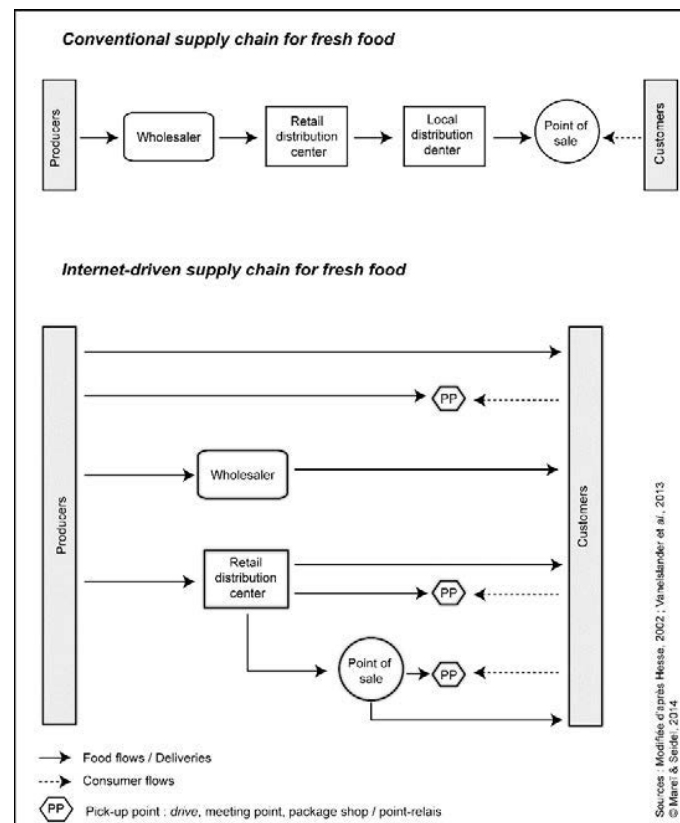 Conventional supply chain for fresh food
Producers
Wholesaler
Retail
distribution
center
Local
distribution
denter
Point of
sale
Customers
Internet-driven supply chain for fresh food
Producers
PP
Wholesaler
Retail
distribution
center
PP
Point of
sale
PP
Customers
Food flows / Deliveries
Consumer flows
PP Pick-up point : drive, meeting point, package shop / point-relais
Sources : Modifiée d'après Hesse, 2002 ; Vanelslander et al., 2013
© Mareï & Seidel, 2014